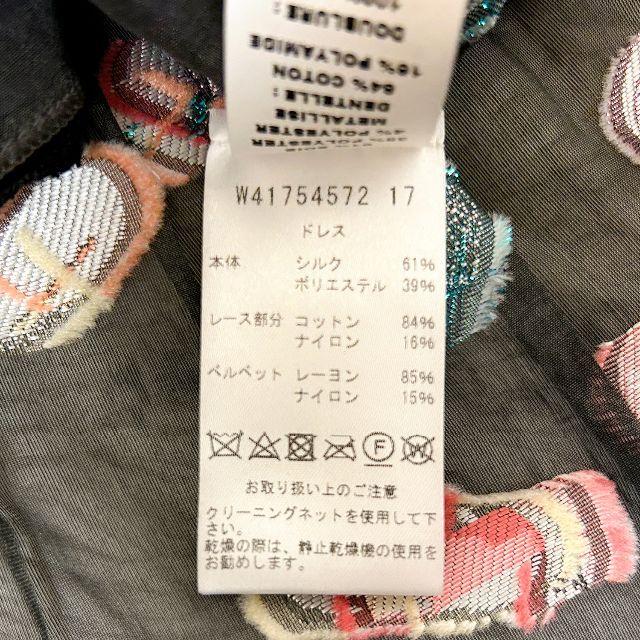 DOUBLURE:
16% POLYAMIDE
84% COTON
DENTELLE:
METALLISE
W41754572 17
ドレス
本体 シルク 61%
ポリエステル 39%
レース部分 コットン 84%
ナイロン 16%
ベルベット レーヨン 85%
ナイロン 15%
F W
お取り扱い上のご注意
クリーニングネットを使用して下
さい。
乾燥の際は、静止乾燥機の使用を
お勧めします。